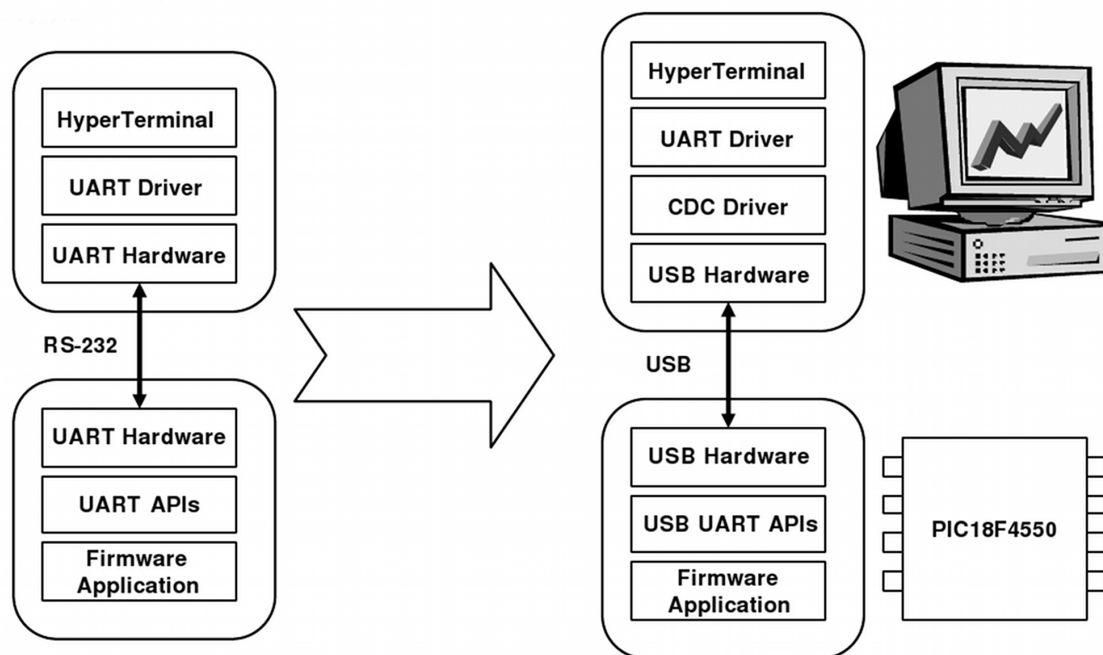 HyperTerminal
UART Driver
UART Hardware
RS-232
UART Hardware
UART APIs
Firmware
Application
HyperTerminal
UART Driver
CDC Driver
USB Hardware
USB
USB Hardware
USB UART APIs
Firmware
Application
PIC18F4550